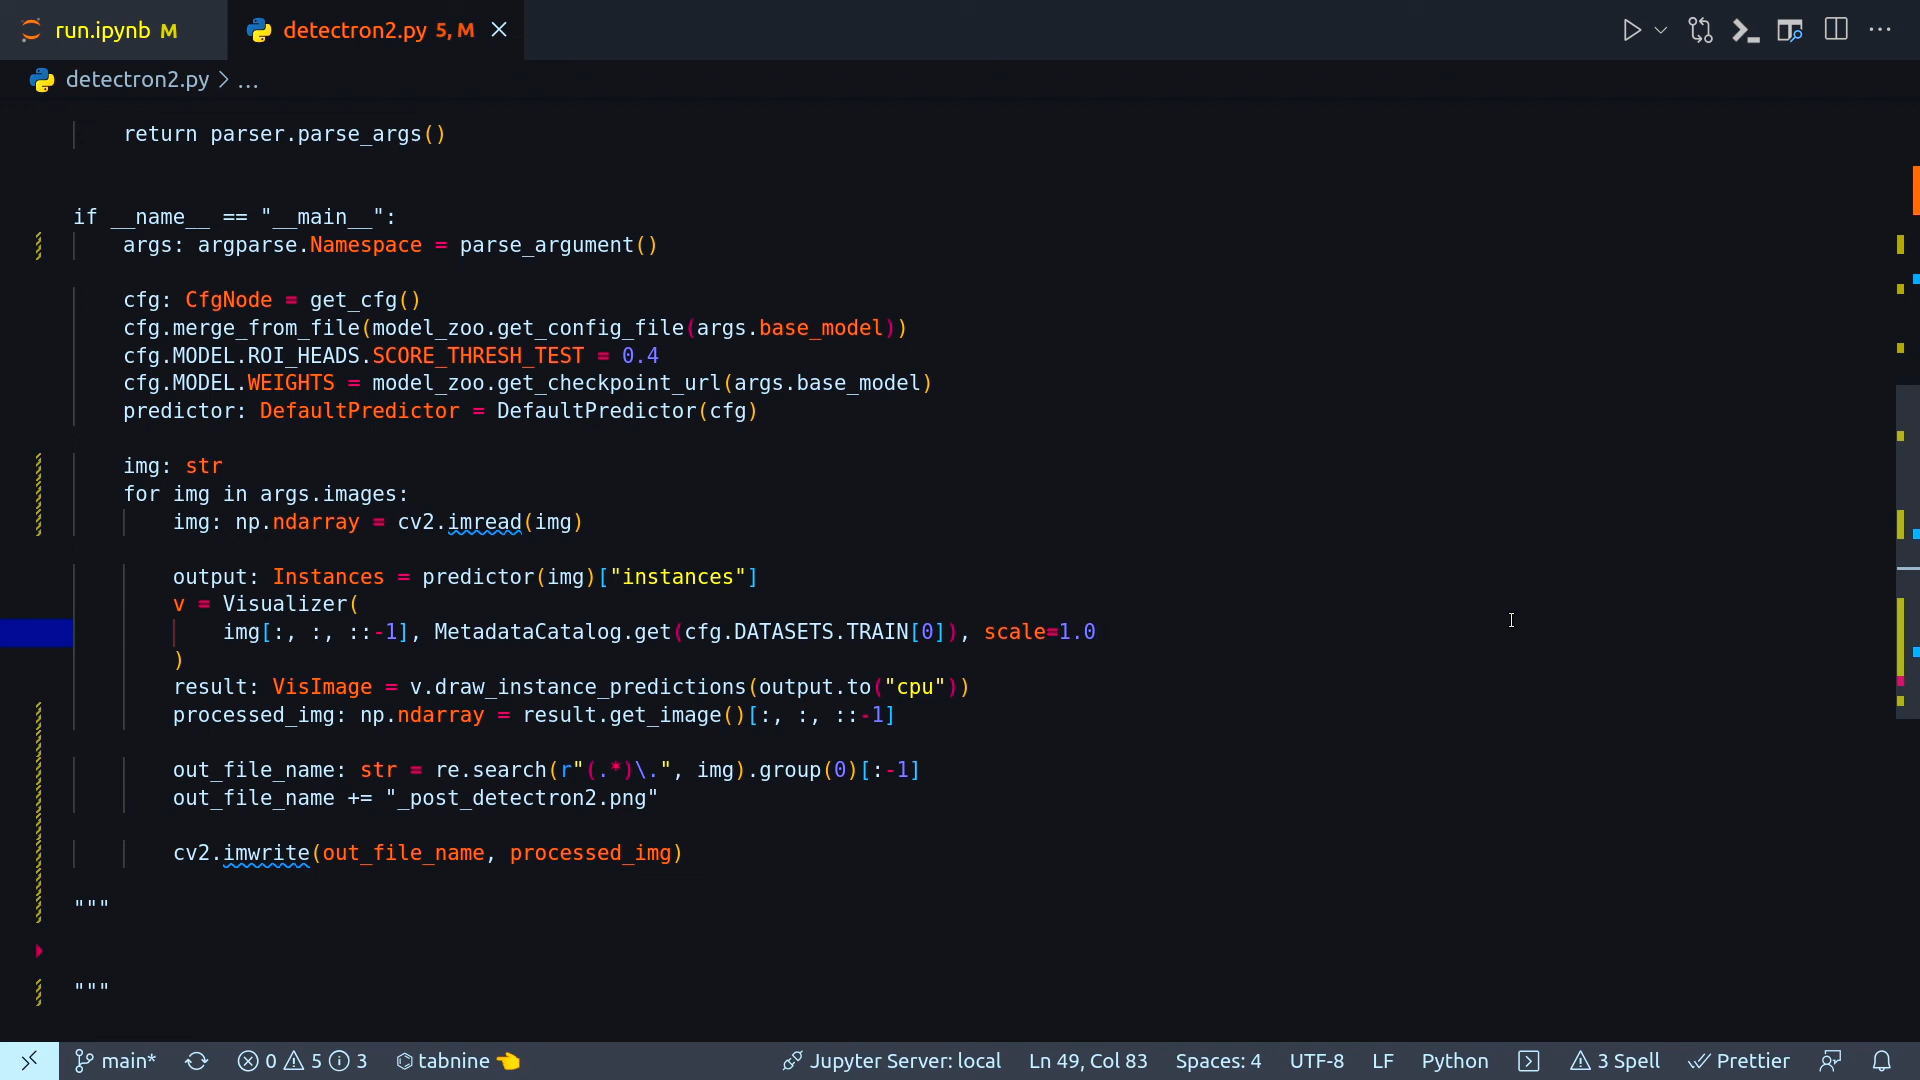 run.ipynb M
detectron2.py 5, M
detectron2.py > ...
return parser.parse_args()
if __name__ == "__main__":
args: argparse.Namespace = parse_argument()
cfg: CfgNode = get_cfg()
cfg.merge_from_file(model_zoo.get_config_file(args.base_model))
cfg.MODEL.ROI_HEADS.SCORE_THRESH_TEST = 0.4
cfg.MODEL.WEIGHTS = model_zoo.get_checkpoint_url(args.base_model)
predictor: DefaultPredictor = DefaultPredictor(cfg)
img: str
for img in args.images:
img: np.ndarray = cv2.imread(img)
output: Instances = predictor(img)["instances"]
v = Visualizer(
img[:, :, ::-1], MetadataCatalog.get(cfg.DATASETS.TRAIN[0]), scale=1.0
)
result: VisImage = v.draw_instance_predictions(output.to("cpu"))
processed_img: np.ndarray = result.get_image()[:, :, ::-1]
out_file_name: str = re.search(r"(.*)\.", img).group(0)[:-1]
out_file_name += "_post_detectron2.png"
cv2.imwrite(out_file_name, processed_img)
"""
"""
main* 0 5 3 tabnine Jupyter Server: local Ln 49, Col 83 Spaces: 4 UTF-8 LF Python 3 Spell Prettier